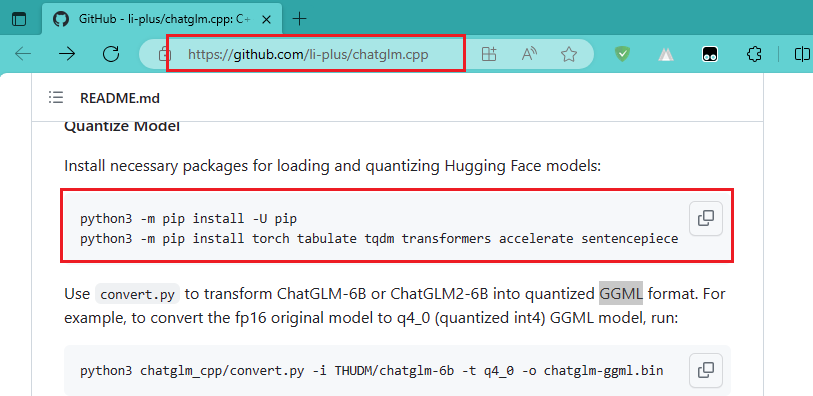 GitHub - li-plus/chatglm.cpp: C+
https://github.com/li-plus/chatglm.cpp
README.md
Quantize Model
Install necessary packages for loading and quantizing Hugging Face models:
python3 -m pip install -U pip
python3 -m pip install torch tabulate tqdm transformers accelerate sentencepiece
Use convert.py to transform ChatGLM-6B or ChatGLM2-6B into quantized GGML format. For
example, to convert the fp16 original model to q4_0 (quantized int4) GGML model, run:
python3 chatglm_cpp/convert.py -i THUDM/chatglm-6b -t q4_0 -o chatglm-ggml.bin